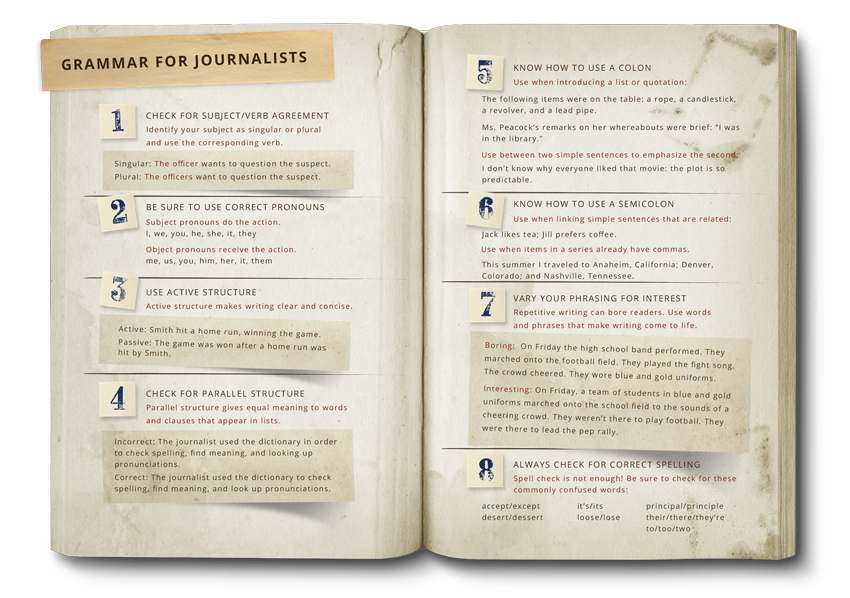 GRAMMAR FOR JOURNALISTS
1
CHECK FOR SUBJECT/VERB AGREEMENT
Identify your subject as singular or plural
and use the corresponding verb.
Singular: The officer wants to question the suspect.
Plural: The officers want to question the suspect.
2
BE SURE TO USE CORRECT PRONOUNS
Subject pronouns do the action.
I, we, you, he, she, it, they
Object pronouns receive the action.
me, us, you, him, her, it, them
3
USE ACTIVE STRUCTURE
Active structure makes writing clear and concise.
Active: Smith hit a home run, winning the game.
Passive: The game was won after a home run was
hit by Smith.
4
CHECK FOR PARALLEL STRUCTURE
Parallel structure gives equal meaning to words
and clauses that appear in lists.
Incorrect: The journalist used the dictionary in order
to check spelling, find meaning, and looking up
pronunciations.
Correct: The journalist used the dictionary to check
spelling, find meaning, and look up pronunciations.
5
KNOW HOW TO USE A COLON
Use when introducing a list or quotation:
The following items were on the table: a rope, a candlestick,
a revolver, and a lead pipe.
Ms. Peacock's remarks on her whereabouts were brief: "I was
in the library."
Use between two simple sentences to emphasize the second:
I don't know why everyone liked that movie: the plot is so
predictable.
6
KNOW HOW TO USE A SEMICOLON
Use when linking simple sentences that are related:
Jack likes tea; Jill prefers coffee.
Use when items in a series already have commas.
This summer I traveled to Anaheim, California; Denver,
Colorado; and Nashville, Tennessee.
7
VARY YOUR PHRASING FOR INTEREST
Repetitive writing can bore readers. Use words
and phrases that make writing come to life.
Boring: On Friday the high school band performed. They
marched onto the football field. They played the fight song.
The crowd cheered. They wore blue and gold uniforms.
Interesting: On Friday, a team of students in blue and gold
uniforms marched onto the school field to the sounds of a
cheering crowd. They weren't there to play football. They
were there to lead the pep rally.
8
ALWAYS CHECK FOR CORRECT SPELLING
Spell check is not enough! Be sure to check for these
commonly confused words:
accept/except it's/its principal/principle
desert/dessert loose/lose their/there/they're
to/too/two